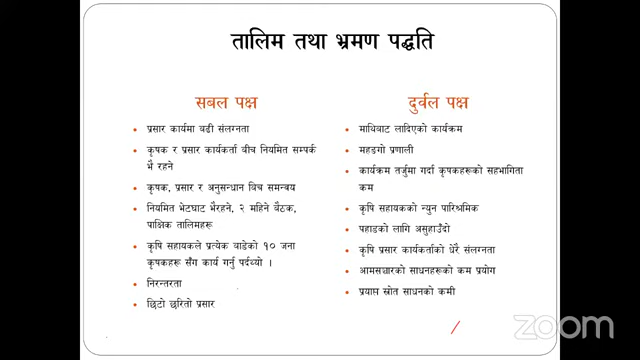 तालिम तथा भ्रमण पद्धति
सबल पक्ष
प्रसार कार्यमा बढी संलग्नता
कृषक र प्रसार कार्यकर्ता बीच नियमित सम्पर्क
भै रहने
कृषक, प्रसार र अनुसन्धान विच समन्वय
नियमित भेटघाट भैरहने, २ महिने बैठक,
पाक्षिक तालिमहरू
कृषि सहायकले प्रत्येक वाडेको १० जना
कृषकहरू सँग कार्य गर्नु पर्दथ्यो ।
निरन्तरता
छिटो छरितो प्रसार
दुर्वल पक्ष
माथिबाट लादिएको कार्यक्रम
महङगो प्रणाली
कार्यक्रम तर्जुमा गर्दा कृषकहरूको सहभागिता
कम
कृषि सहायकको न्युन पारिश्रमिक
पहाडको लागि असुहाउँदो
कृषि प्रसार कार्यकर्ताको धेरै संलग्नता
आमसंचारको साधनहरूको कम प्रयोग
प्रयाप्त स्रोत साधनको कमी
zoom